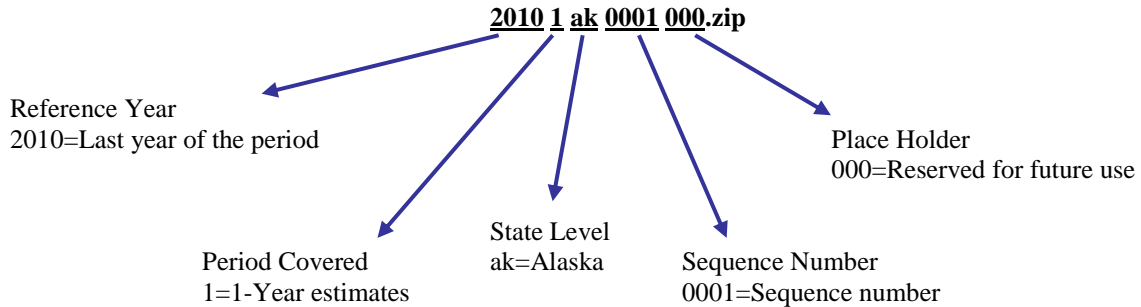 2010 1 ak 0001 000.zip
Reference Year
2010=Last year of the period
Place Holder
000=Reserved for future use
State Level
ak=Alaska
Period Covered
1=1-Year estimates
Sequence Number
0001=Sequence number